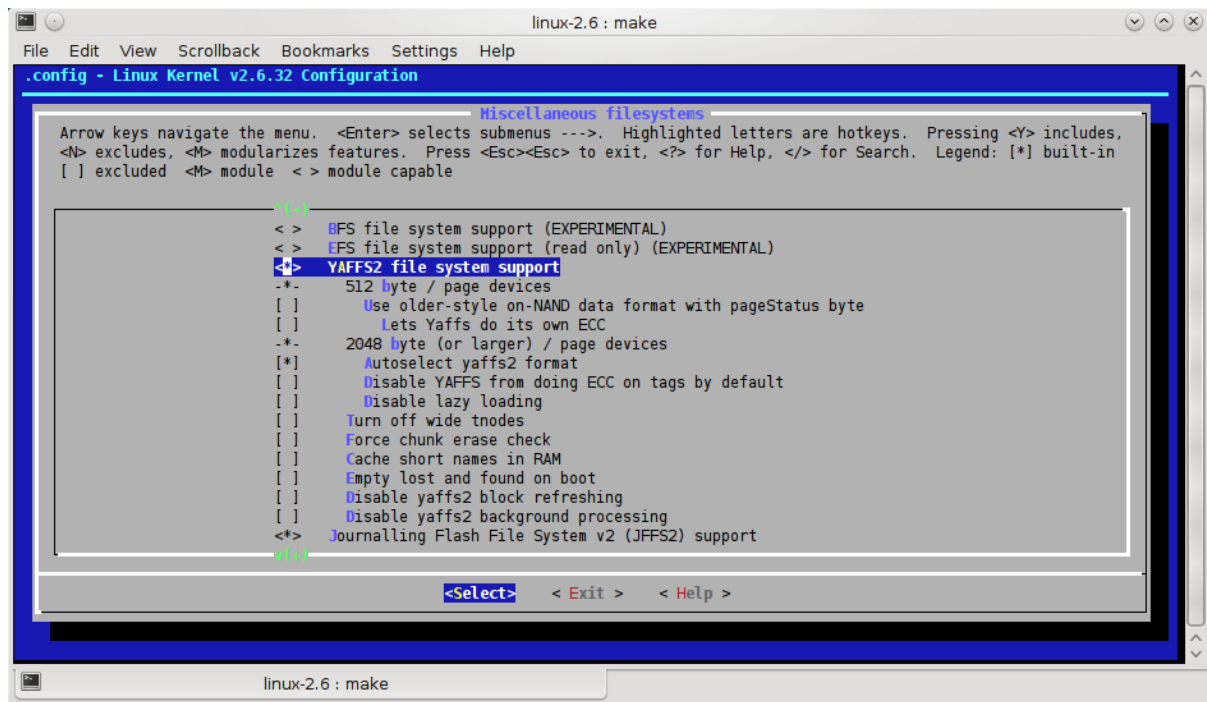 linux-2.6 : make
File Edit View Scrollback Bookmarks Settings Help
.config - Linux Kernel v2.6.32 Configuration
Miscellaneous filesystems
Arrow keys navigate the menu. <Enter> selects submenus --->. Highlighted letters are hotkeys. Pressing <Y> includes,
<N> excludes, <M> modularizes features. Press <Esc><Esc> to exit, <?> for Help, </> for Search. Legend: [*] built-in
[ ] excluded <M> module < > module capable
^(-)
< > BFS file system support (EXPERIMENTAL)
< > EFS file system support (read only) (EXPERIMENTAL)
<*> YAFFS2 file system support
-*- 512 byte / page devices
[ ] Use older-style on-NAND data format with pageStatus byte
[ ] Lets Yaffs do its own ECC
-*- 2048 byte (or larger) / page devices
[*] Autoselect yaffs2 format
[ ] Disable YAFFS from doing ECC on tags by default
[ ] Disable lazy loading
[ ] Turn off wide tnodes
[ ] Force chunk erase check
[ ] Cache short names in RAM
[ ] Empty lost and found on boot
[ ] Disable yaffs2 block refreshing
[ ] Disable yaffs2 background processing
<*> Journalling Flash File System v2 (JFFS2) support
v(+)
<Select> < Exit > < Help >
linux-2.6 : make